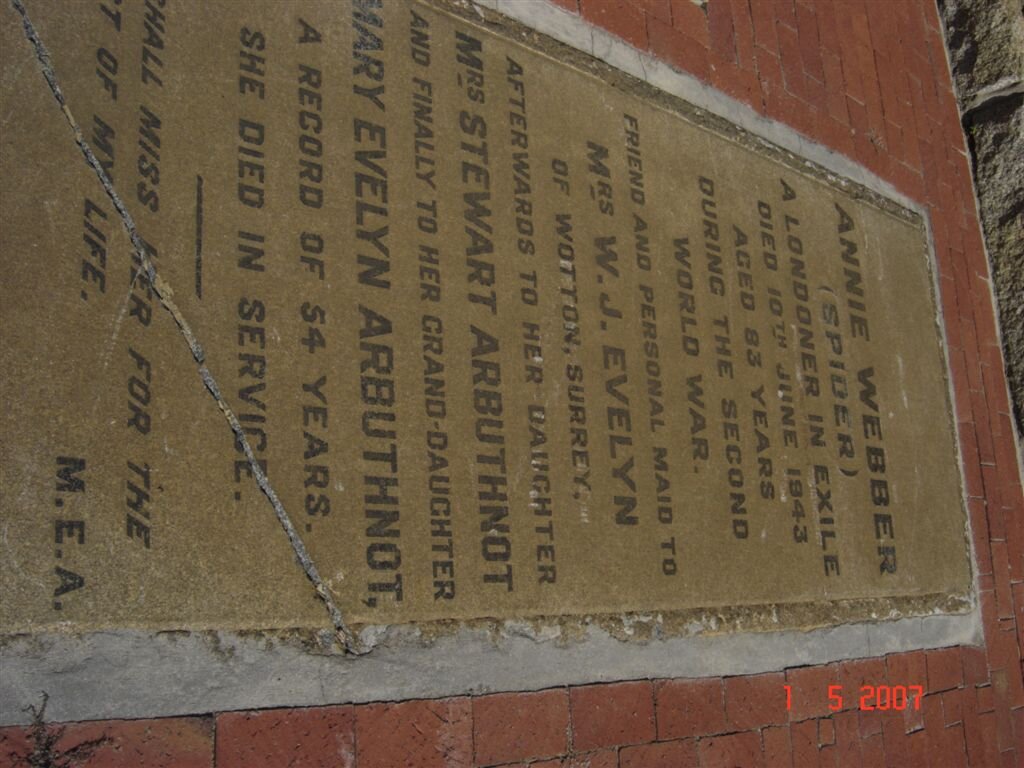 ANNIE WEBBER
(SPIDER)
A LONDONER IN EXILE
DIED 10TH JUNE 1943
AGED 83 YEARS
DURING THE SECOND
WORLD WAR.
FRIEND AND PERSONAL MAID TO
MRS W. J. EVELYN
OF WOTTON, SURREY,
AFTERWARDS TO HER DAUGHTER
MRS STEWART ARBUTHNOT
AND FINALLY TO HER GRAND-DAUGHTER
MARY EVELYN ARBUTHNOT,
A RECORD OF 54 YEARS.
SHE DIED IN SERVICE.
SHALL MISS HER FOR THE
OF MY LIFE.
M.E.A.
1 5 2007